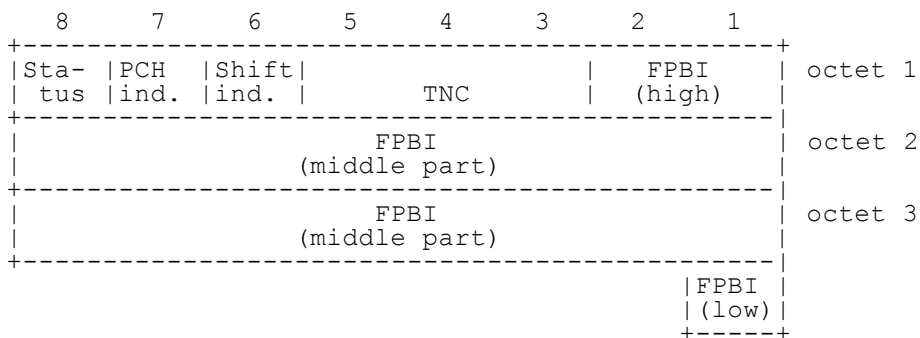 8 7 6 5 4 3 2 1
+-----------------------------------------------+
|Sta- |PCH |Shift| | FPBI | octet 1
| tus |ind. |ind. | TNC | (high) |
+-----------------------------------------------|
| FPBI | octet 2
| (middle part) |
+-----------------------------------------------|
| FPBI | octet 3
| (middle part) |
+-----------------------------------------------|
|FPBI |
|(low)|
+-----+